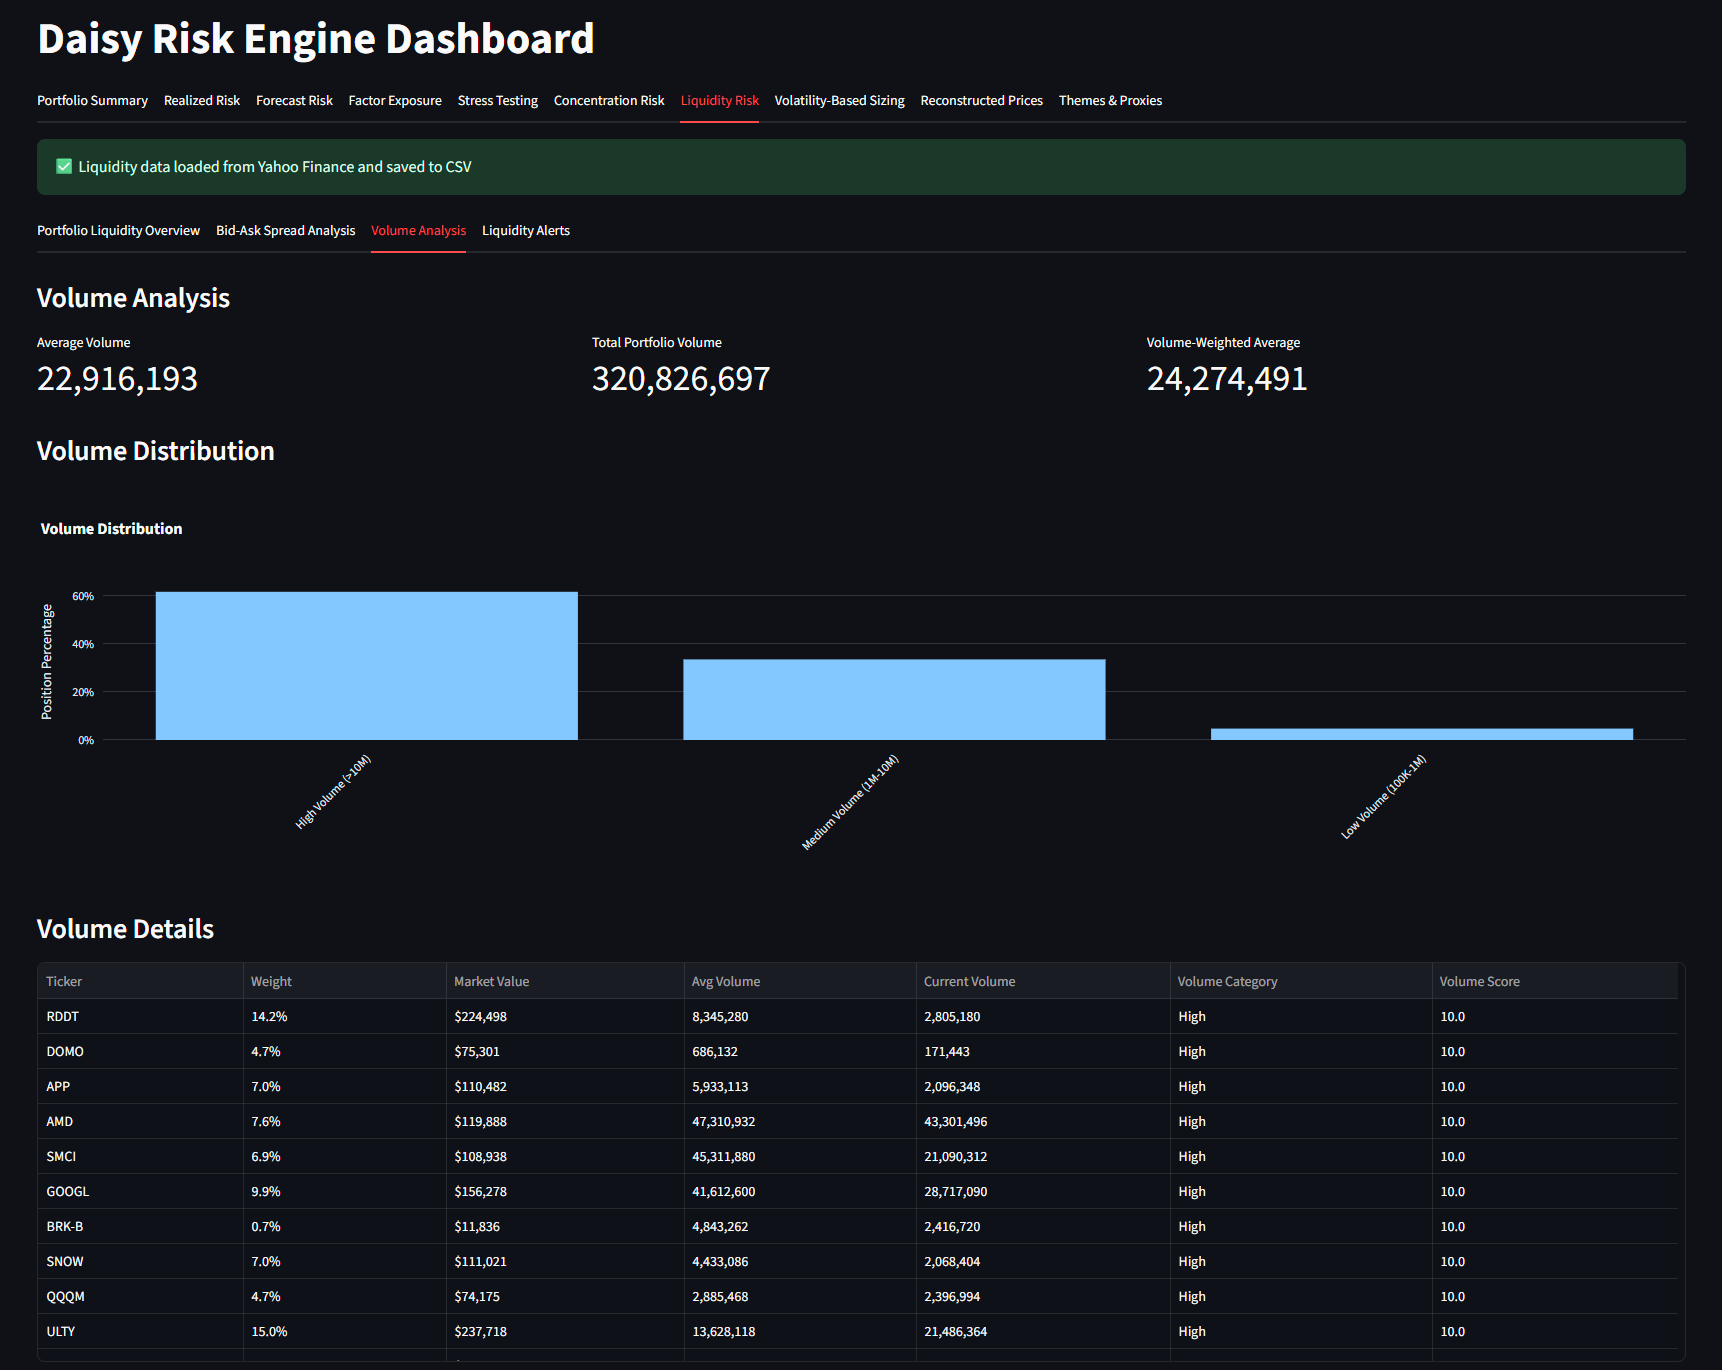 Daisy Risk Engine Dashboard
Portfolio Summary Realized Risk Forecast Risk Factor Exposure Stress Testing Concentration Risk Liquidity Risk Volatility-Based Sizing Reconstructed Prices Themes & Proxies
✅ Liquidity data loaded from Yahoo Finance and saved to CSV
Portfolio Liquidity Overview Bid-Ask Spread Analysis Volume Analysis Liquidity Alerts
Volume Analysis
Average Volume Total Portfolio Volume Volume-Weighted Average
22,916,193 320,826,697 24,274,491
Volume Distribution
Volume Distribution
Position Percentage
60%
40%
20%
0%
High Volume (>10M) Medium Volume (1M-10M) Low Volume (100K-1M)
Volume Details
Ticker Weight Market Value Avg Volume Current Volume Volume Category Volume Score
RDDT 14.2% $224,498 8,345,280 2,805,180 High 10.0
DOMO 4.7% $75,301 686,132 171,443 High 10.0
APP 7.0% $110,482 5,933,113 2,096,348 High 10.0
AMD 7.6% $119,888 47,310,932 43,301,496 High 10.0
SMCI 6.9% $108,938 45,311,880 21,090,312 High 10.0
GOOGL 9.9% $156,278 41,612,600 28,717,090 High 10.0
BRK-B 0.7% $11,836 4,843,262 2,416,720 High 10.0
SNOW 7.0% $111,021 4,433,086 2,068,404 High 10.0
QQQM 4.7% $74,175 2,885,468 2,396,994 High 10.0
ULTY 15.0% $237,718 13,628,118 21,486,364 High 10.0